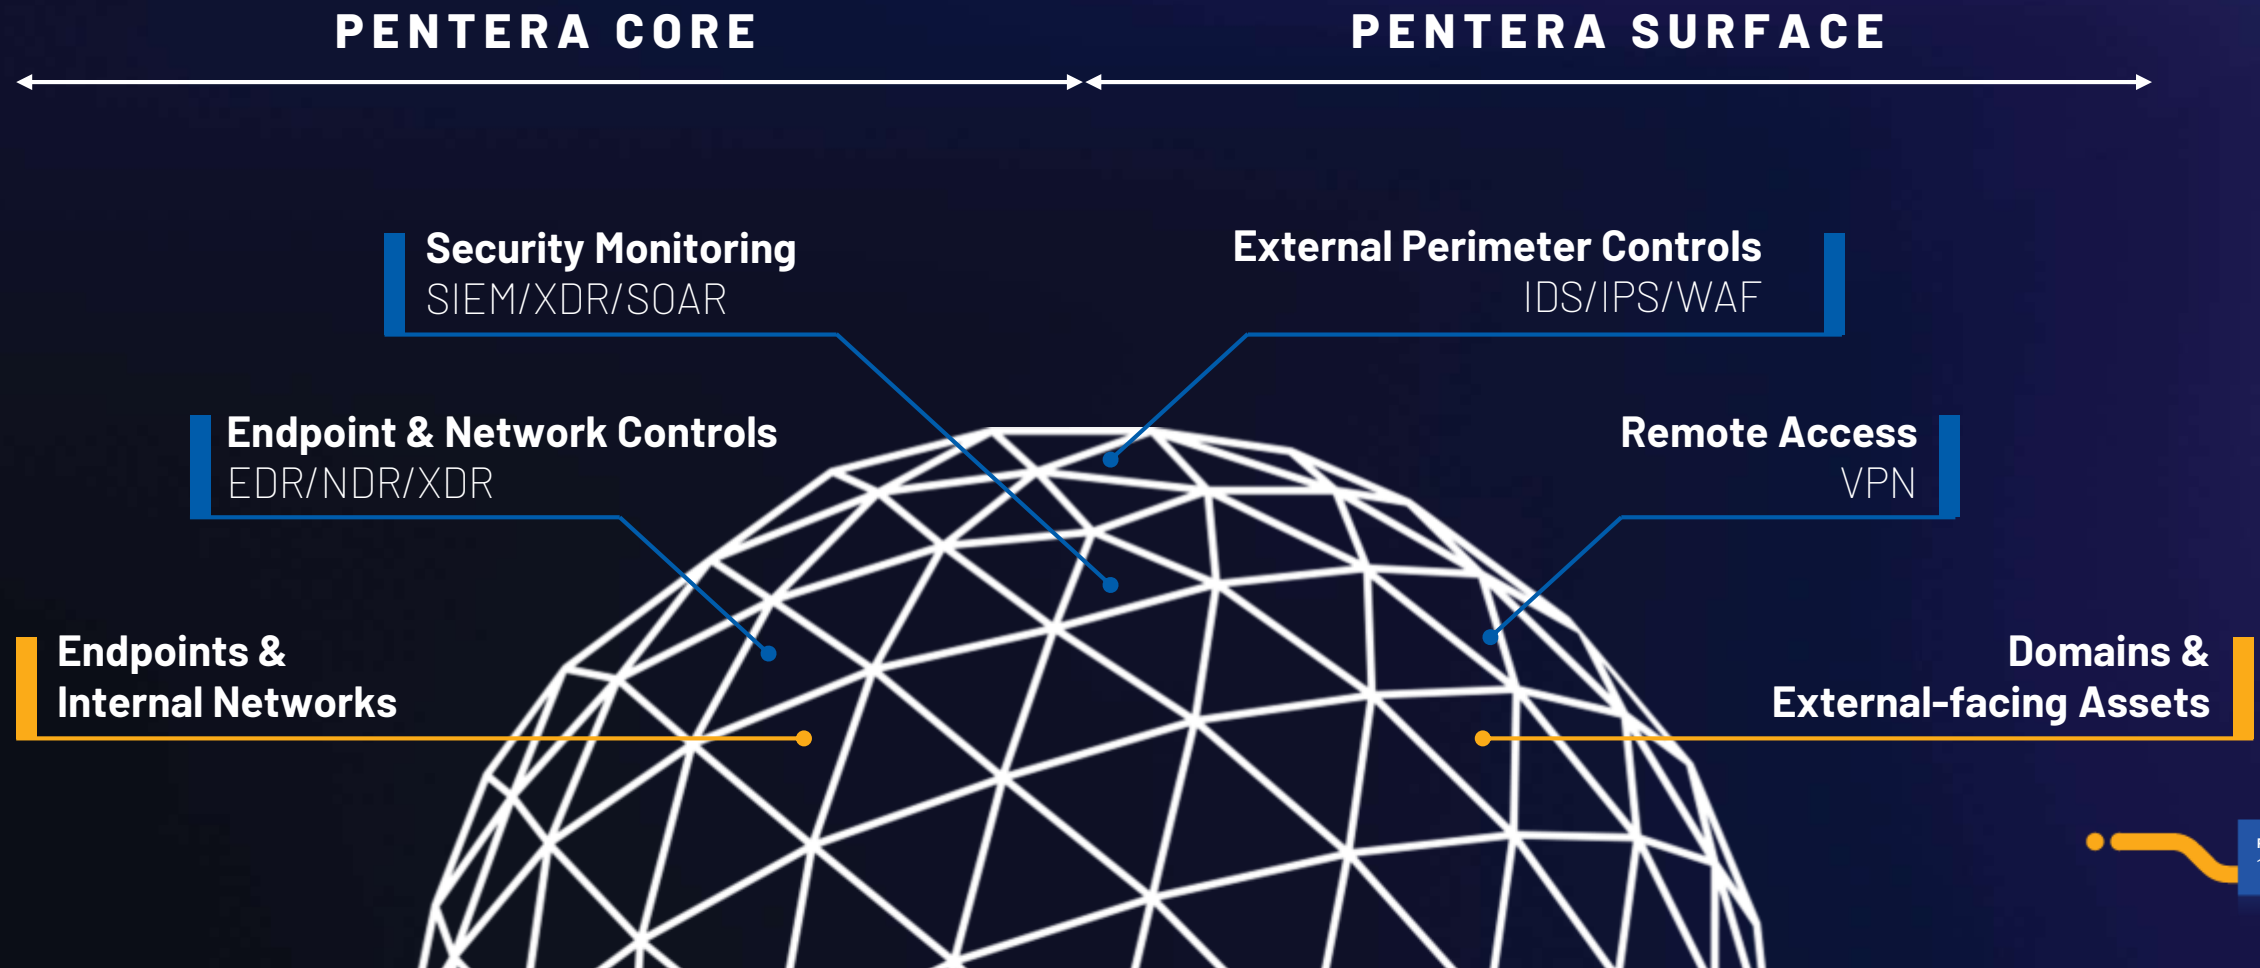 PENTERA CORE
PENTERA SURFACE
Security Monitoring
SIEM/XDR/SOAR
External Perimeter Controls
IDS/IPS/WAF
Endpoint & Network Controls
EDR/NDR/XDR
Remote Access
VPN
Endpoints &
Internal Networks
Domains &
External-facing Assets